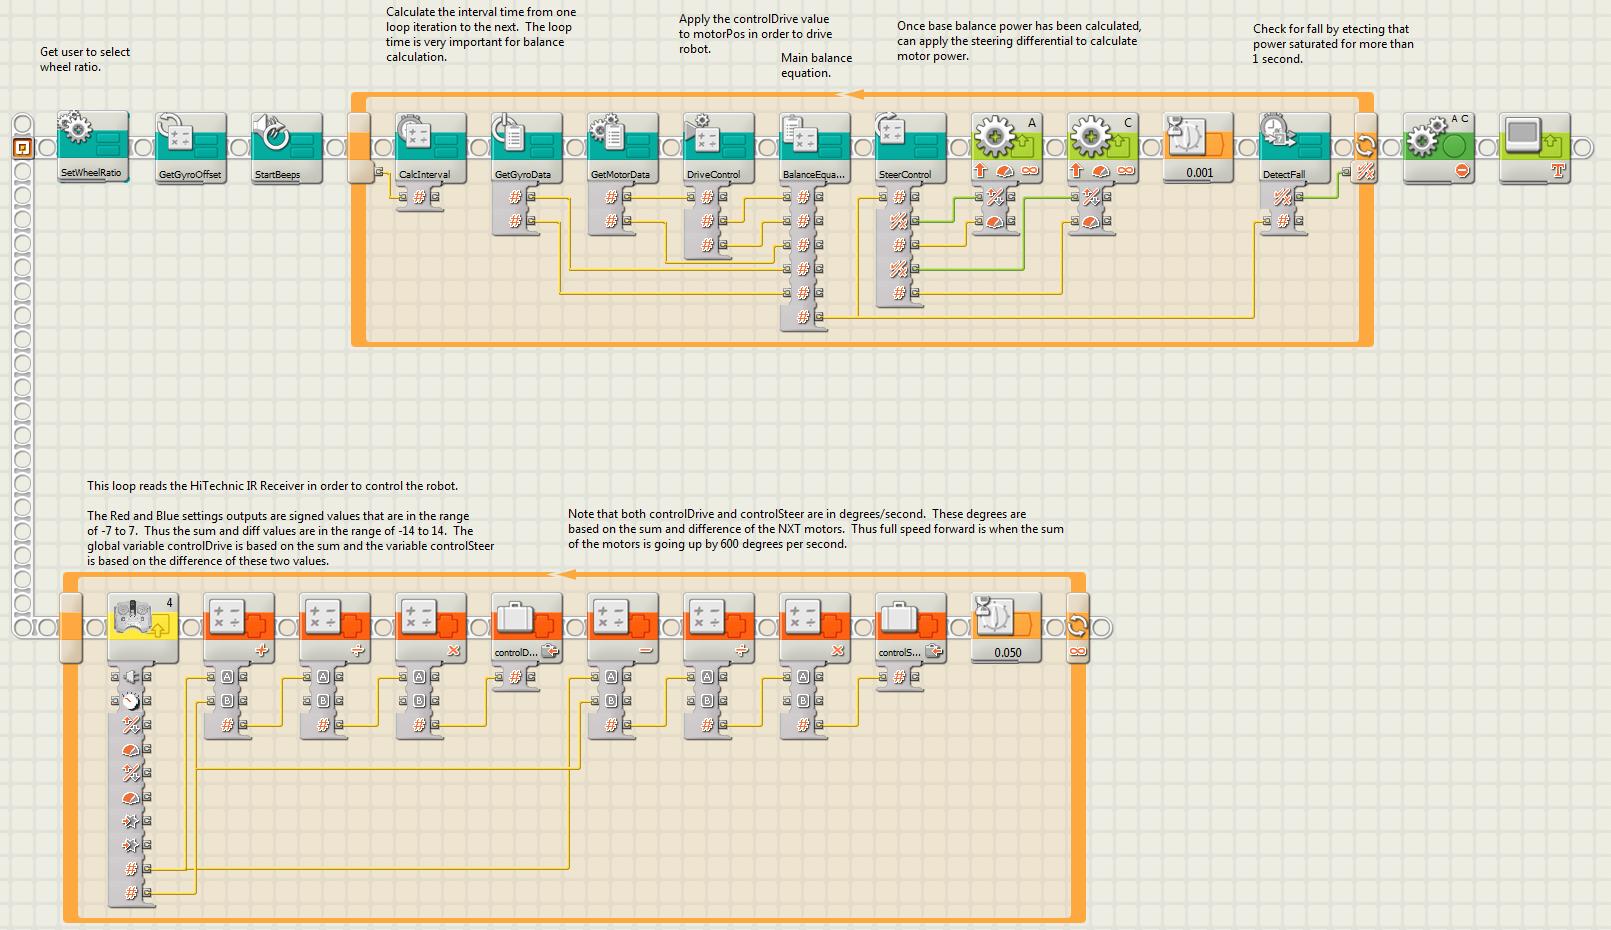 Get user to select
wheel ratio.
Calculate the interval time from one
loop iteration to the next.  The loop
time is very important for balance
calculation.
Apply the controlDrive value
to motorPos in order to drive
robot.
Main balance
equation.
Once base balance power has been calculated,
can apply the steering differential to calculate
motor power.
Check for fall by etecting that
power saturated for more than
1 second.
SetWheelRatio
GetGyroOffset
StartBeeps
CalcInterval
GetGyroData
GetMotorData
DriveControl
BalanceEqua...
SteerControl
A
C
0.001
DetectFall
A C
T
This loop reads the HiTechnic IR Receiver in order to control the robot.
The Red and Blue settings outputs are signed values that are in the range
of -7 to 7.  Thus the sum and diff values are in the range of -14 to 14.  The
global variable controlDrive is based on the sum and the variable controlSteer
is based on the difference of these two values.
Note that both controlDrive and controlSteer are in degrees/second.  These degrees are
based on the sum and difference of the NXT motors.  Thus full speed forward is when the sum
of the motors is going up by 600 degrees per second.
4
controlD...
controlS...
0.050
A
A
A
A
A
A
B
B
B
B
B
B